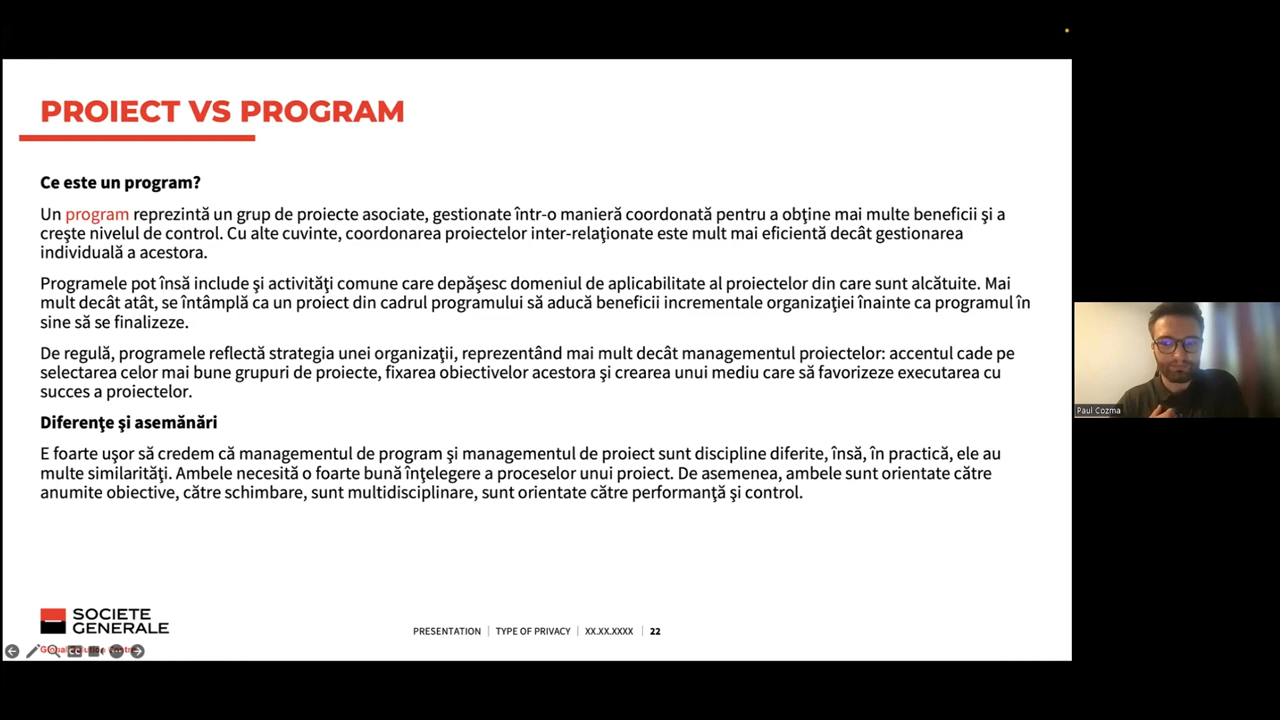 PROIECT VS PROGRAM
Ce este un program?
Un program reprezintă un grup de proiecte asociate, gestionate într-o manieră coordonată pentru a obţine mai multe beneficii şi a
creşte nivelul de control. Cu alte cuvinte, coordonarea proiectelor inter-relaţionate este mult mai eficientă decât gestionarea
individuală a acestora.
Programele pot însă include şi activităţi comune care depăşesc domeniul de aplicabilitate al proiectelor din care sunt alcătuite. Mai
mult decât atât, se întâmplă ca un proiect din cadrul programului să aducă beneficii incrementale organizaţiei înainte ca programul în
sine să se finalizeze.
De regulă, programele reflectă strategia unei organizaţii, reprezentând mai mult decât managementul proiectelor: accentul cade pe
selectarea celor mai bune grupuri de proiecte, fixarea obiectivelor acestora şi crearea unui mediu care să favorizeze executarea cu
succes a proiectelor.
Diferenţe şi asemănări
E foarte uşor să credem că managementul de program şi managementul de proiect sunt discipline diferite, însă, în practică, ele au
multe similarităţi. Ambele necesită o foarte bună înţelegere a proceselor unui proiect. De asemenea, ambele sunt orientate către
anumite obiective, către schimbare, sunt multidisciplinare, sunt orientate către performanţă şi control.
Paul Cozma
SOCIETE
GENERALE
PRESENTATION | TYPE OF PRIVACY | XX.XX.XXXX | 22